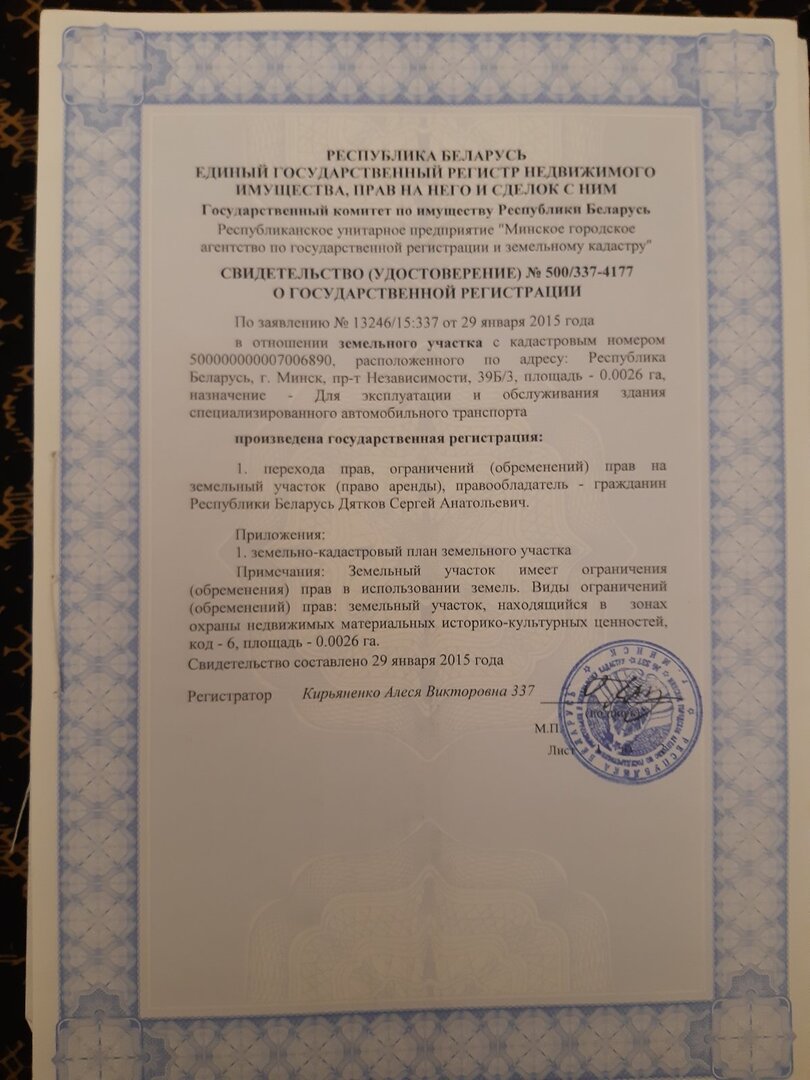 РЕСПУБЛИКА БЕЛАРУСЬ
ЕДИНЫЙ ГОСУДАРСТВЕННЫЙ РЕГИСТР НЕДВИЖИМОГО
ИМУЩЕСТВА, ПРАВ НА НЕГО И СДЕЛОК С НИМ
Государственный комитет по имуществу Республики Беларусь
Республиканское унитарное предприятие "Минское городское
агентство по государственной регистрации и земельному кадастру"
СВИДЕТЕЛЬСТВО (УДОСТОВЕРЕНИЕ) № 500/337-4177
О ГОСУДАРСТВЕННОЙ РЕГИСТРАЦИИ
По заявлению № 13246/15:337 от 29 января 2015 года
в отношении земельного участка с кадастровым номером
500000000007006890, расположенного по адресу: Республика
Беларусь, г. Минск, пр-т Независимости, 39Б/3, площадь - 0.0026 га,
назначение - Для эксплуатации и обслуживания здания
специализированного автомобильного транспорта
произведена государственная регистрация:
1. перехода прав, ограничений (обременений) прав на
земельный участок (право аренды), правообладатель - гражданин
Республики Беларусь Дятков Сергей Анатольевич.
Приложения:
1. земельно-кадастровый план земельного участка
Примечания: Земельный участок имеет ограничения
(обременения) прав в использовании земель. Виды ограничений
(обременений) прав: земельный участок, находящийся в зонах
охраны недвижимых материальных историко-культурных ценностей,
код - 6, площадь - 0.0026 га.
Свидетельство составлено 29 января 2015 года
Регистратор Кирьяненко Алеся Викторовна 337
(подпись)
М.П.
Лист
РЕСПУБЛИКА БЕЛАРУСЬ
г. МИНСК